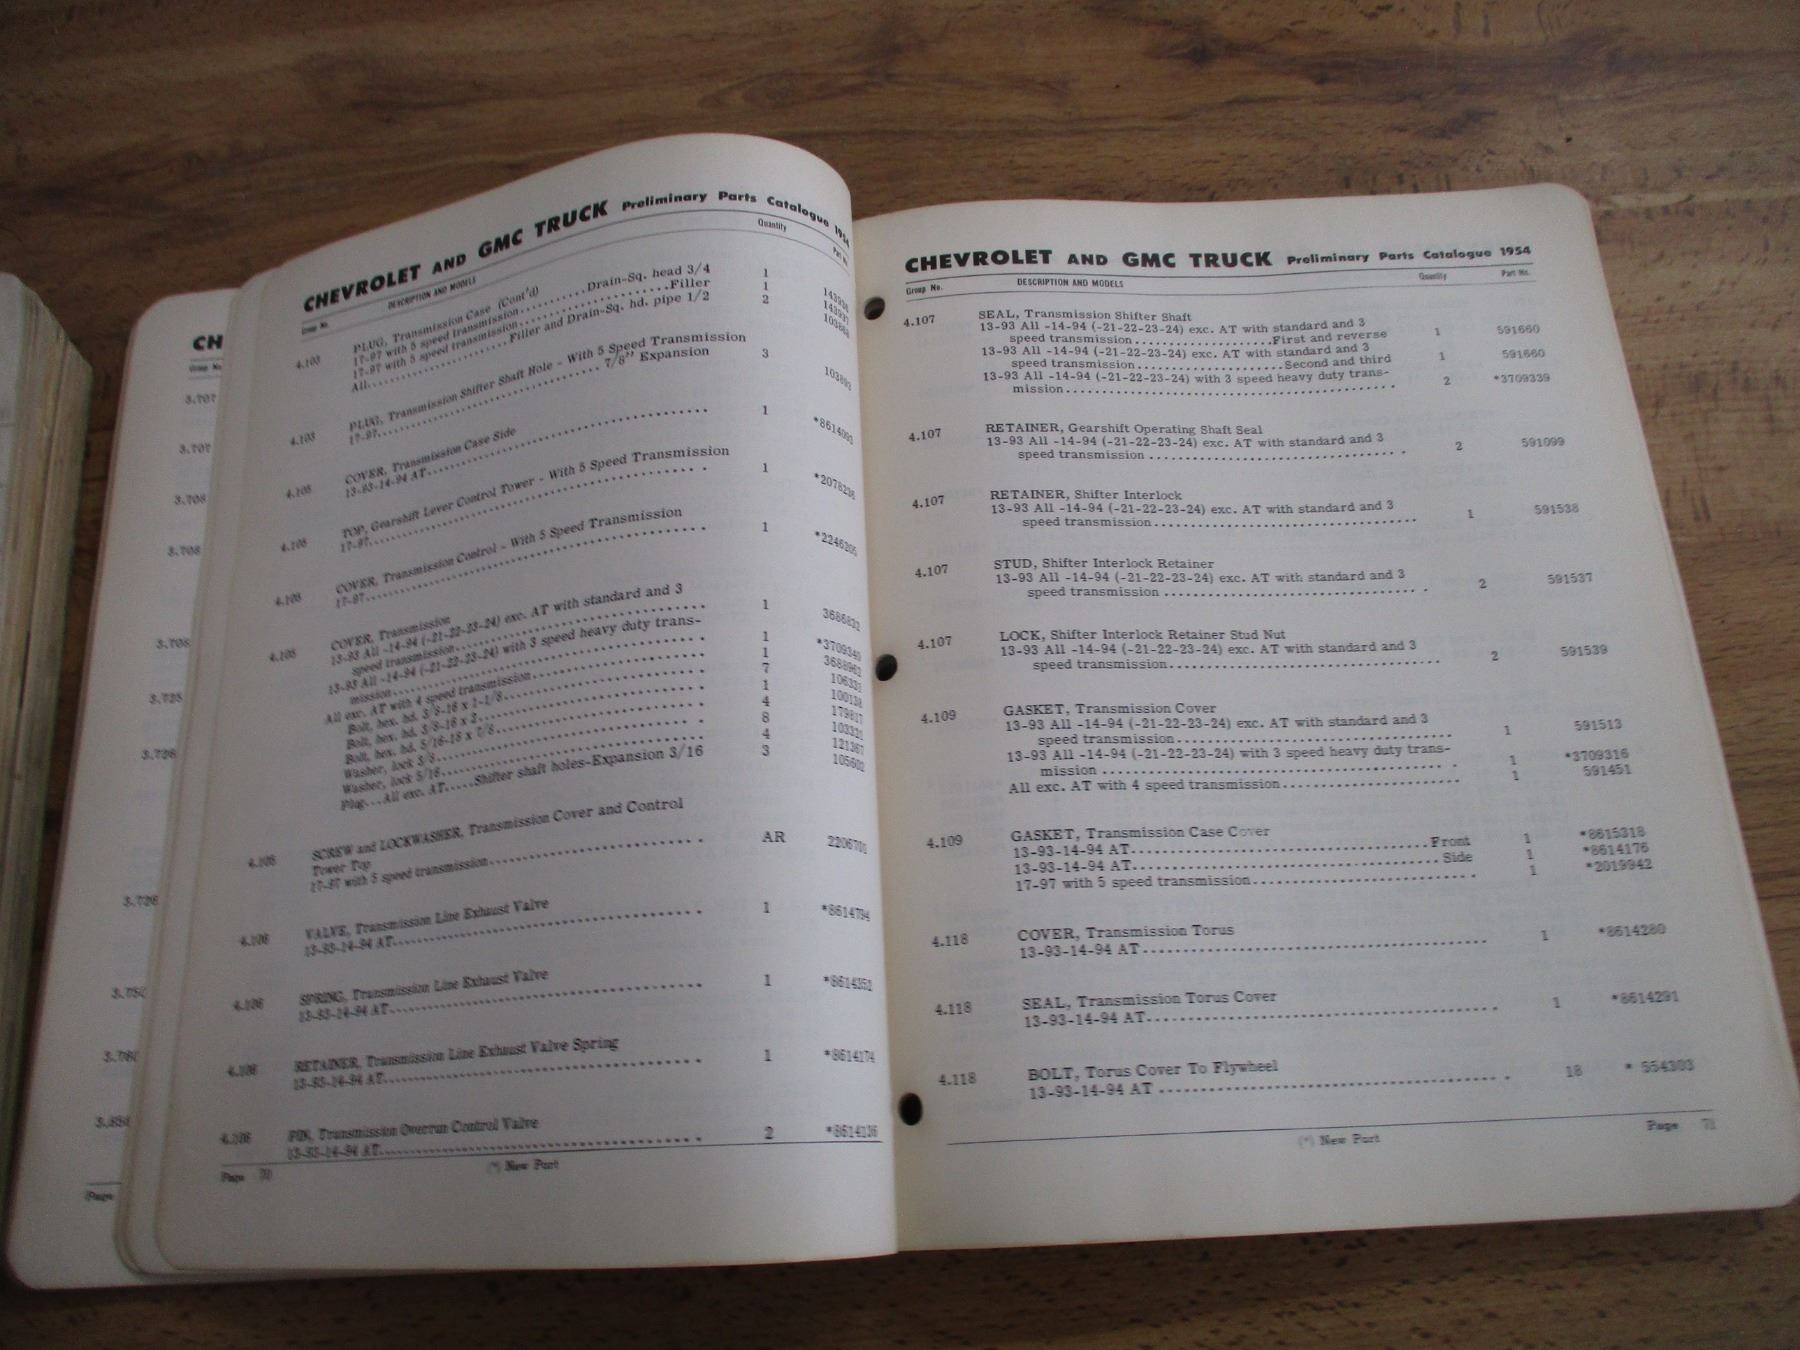 CH
3.707
3.707
3.708
3.708
3.708
3.725
3.726
3.726
Page
CHEVROLET AND GMC TRUCK Preliminary Parts Catalogue 1954
Group No. DESCRIPTION AND MODELS Quantity Part No.
4.103 PLUG, Transmission Case (Cont'd)
17-97 with 5 speed transmission..........Drain-Sq. head 3/4 1
17-97 with 5 speed transmission......................Filler 1
All....................Filler and Drain-Sq. hd. pipe 1/2 2
4.103 PLUG, Transmission Shifter Shaft Hole - With 5 Speed Transmission
17-97................................ 7/8" Expansion 3
4.105 COVER, Transmission Case Side
13-93-14-94 AT........................................ 1
4.105 TOP, Gearshift Lever Control Tower - With 5 Speed Transmission
17-97........................................ 1
4.105 COVER, Transmission Control - With 5 Speed Transmission
17-97........................................ 1
4.105 COVER, Transmission
13-93 All -14-94 (-21-22-23-24) exc. AT with standard and 3
speed transmission.............................. 1 3686832
13-93 All -14-94 (-21-22-23-24) with 3 speed heavy duty trans-
mission........................................ 1 *3709340
All exc. AT with 4 speed transmission.................... 1 3688962
Bolt, hex. hd. 3/8-16 x 1-1/8.................... 7 106331
Bolt, hex. hd. 3/8-16 x 2.................... 1 100138
Bolt, hex. hd. 5/16-18 x 7/8.................... 4 179817
Washer, lock 3/8.................... 8 103321
Washer, lock 5/16.................... 4
Plug...All exc. AT.....Shifter shaft holes-Expansion 3/16 3 105602
4.105 SCREW and LOCKWASHER, Transmission Cover and Control
Tower Top
17-97 with 5 speed transmission.............................. AR
4.106 VALVE, Transmission Line Exhaust Valve
13-93-14-94 AT........................................ 1 *8614794
4.106 SPRING, Transmission Line Exhaust Valve
13-93-14-94 AT........................................ 1 *8614352
4.106 RETAINER, Transmission Line Exhaust Valve Spring
13-93-14-94 AT........................................ 1 *8614174
4.106 PIN, Transmission Overrun Control Valve
13-93-14-94 AT........................................ 2 *8614136
Page 70 (*) New Part
CHEVROLET AND GMC TRUCK Preliminary Parts Catalogue 1954
Group No. DESCRIPTION AND MODELS Quantity Part No.
4.107 SEAL, Transmission Shifter Shaft
13-93 All -14-94 (-21-22-23-24) exc. AT with standard and 3
speed transmission....................First and reverse 1 591660
13-93 All -14-94 (-21-22-23-24) exc. AT with standard and 3
speed transmission....................Second and third 1 591660
13-93 All -14-94 (-21-22-23-24) with 3 speed heavy duty trans-
mission........................................ 2 *3709339
4.107 RETAINER, Gearshift Operating Shaft Seal
13-93 All -14-94 (-21-22-23-24) exc. AT with standard and 3
speed transmission .............................. 2 591099
4.107 RETAINER, Shifter Interlock
13-93 All -14-94 (-21-22-23-24) exc. AT with standard and 3
speed transmission.............................. 1 591538
4.107 STUD, Shifter Interlock Retainer
13-93 All -14-94 (-21-22-23-24) exc. AT with standard and 3
speed transmission .............................. 2 591537
4.107 LOCK, Shifter Interlock Retainer Stud Nut
13-93 All -14-94 (-21-22-23-24) exc. AT with standard and 3
speed transmission.............................. 2 591539
4.109 GASKET, Transmission Cover
13-93 All -14-94 (-21-22-23-24) exc. AT with standard and 3
speed transmission.............................. 1 591513
13-93 All -14-94 (-21-22-23-24) with 3 speed heavy duty trans-
mission ........................................ 1 *3709316
All exc. AT with 4 speed transmission.................... 1 591451
4.109 GASKET, Transmission Case Cover
13-93-14-94 AT..............................Front 1 *8615318
13-93-14-94 AT..............................Side 1 *8614176
17-97 with 5 speed transmission.............................. 1 *2019942
4.118 COVER, Transmission Torus
13-93-14-94 AT........................................ 1 *8614280
4.118 SEAL, Transmission Torus Cover
13-93-14-94 AT........................................ 1 *8614291
4.118 BOLT, Torus Cover To Flywheel
13-93-14-94 AT ........................................ 18 * 554303
(*) New Part Page 71